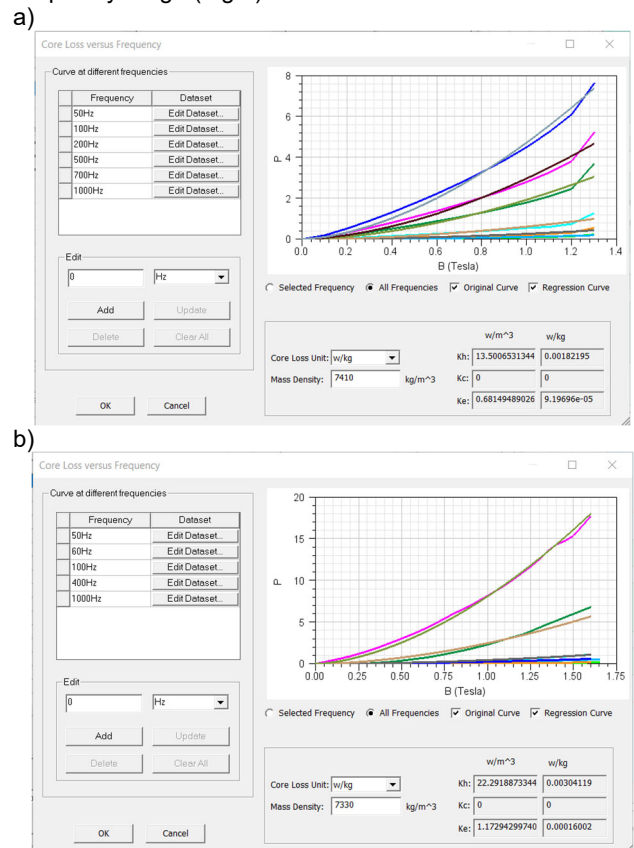 a)
Core Loss versus Frequency
Curve at different frequencies
Frequency Dataset
50Hz Edit Dataset...
100Hz Edit Dataset...
200Hz Edit Dataset...
500Hz Edit Dataset...
700Hz Edit Dataset...
1000Hz Edit Dataset...
Edit
0 Hz
Add Update
Delete Clear All
OK Cancel
8
6
4
2
0
P
0.0 0.2 0.4 0.6 0.8 1.0 1.2 1.4
B (Tesla)
Selected Frequency All Frequencies Original Curve Regression Curve
w/m^3 w/kg
Core Loss Unit: w/kg
Mass Density: 7410 kg/m^3
Kh: 13.5006531344 0.00182195
Kc: 0 0
Ke: 0.68149489026 9.19696e-05
b)
Core Loss versus Frequency
Curve at different frequencies
Frequency Dataset
50Hz Edit Dataset...
60Hz Edit Dataset...
100Hz Edit Dataset...
400Hz Edit Dataset...
1000Hz Edit Dataset...
Edit
0 Hz
Add Update
Delete Clear All
OK Cancel
20
15
10
5
0
P
0.00 0.25 0.50 0.75 1.00 1.25 1.50 1.75
B (Tesla)
Selected Frequency All Frequencies Original Curve Regression Curve
w/m^3 w/kg
Core Loss Unit: w/kg
Mass Density: 7330 kg/m^3
Kh: 22.2918873344 0.00304119
Kc: 0 0
Ke: 1.17294299740 0.00016002